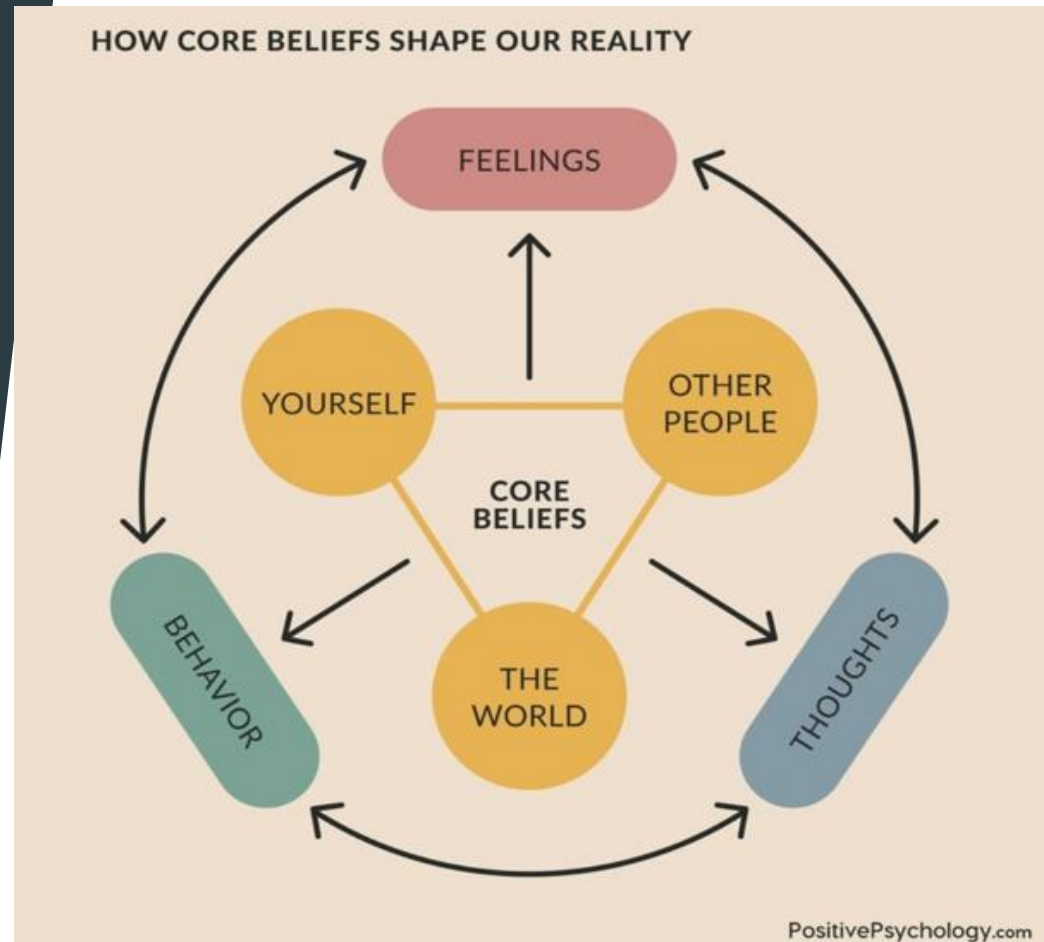 HOW CORE BELIEFS SHAPE OUR REALITY
FEELINGS
YOURSELF
OTHER
PEOPLE
CORE
BELIEFS
BEHAVIOR
THOUGHTS
THE
WORLD
PositivePsychology.com